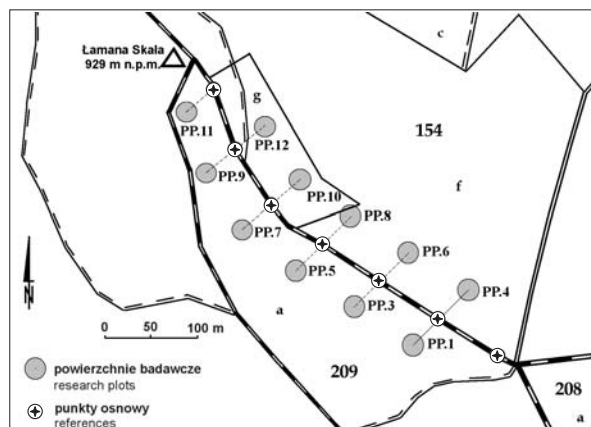 Łamana Skala
929 m n.p.m.
c
g
154
PP.11
PP.12
PP.9
PP.10
f
PP.7
PP.8
PP.6
PP.5
N
PP.4
PP.3
a
PP.1
0 50 100 m
209
powierzchnie badawcze
research plots
208
punkty osnowy
references
a